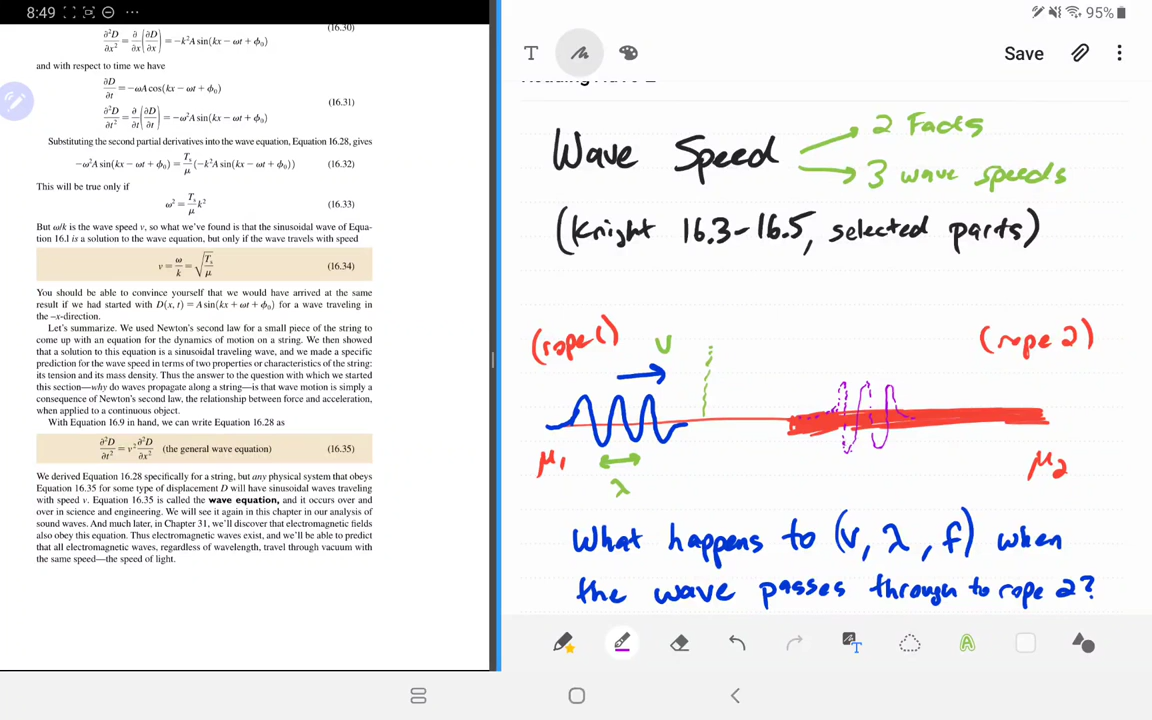 8:49
95%
(16.30)
∂²D/∂x² = ∂/∂x (∂D/∂x) = −k²A sin(kx − ωt + ϕ₀)
and with respect to time we have
∂D/∂t = −ωA cos(kx − ωt + ϕ₀)
(16.31)
∂²D/∂t² = ∂/∂t (∂D/∂t) = −ω²A sin(kx − ωt + ϕ₀)
Substituting the second partial derivatives into the wave equation, Equation 16.28, gives
−ω²A sin(kx − ωt + ϕ₀) = Tₛ/μ (−k²A sin(kx − ωt + ϕ₀)) (16.32)
This will be true only if
ω² = Tₛ/μ k² (16.33)
But ω/k is the wave speed v, so what we've found is that the sinusoidal wave of Equa-
tion 16.1 is a solution to the wave equation, but only if the wave travels with speed
v = ω/k = √(Tₛ/μ) (16.34)
You should be able to convince yourself that we would have arrived at the same
result if we had started with D(x, t) = A sin(kx + ωt + ϕ₀) for a wave traveling in
the −x-direction.
Let's summarize. We used Newton's second law for a small piece of the string to
come up with an equation for the dynamics of motion on a string. We then showed
that a solution to this equation is a sinusoidal traveling wave, and we made a specific
prediction for the wave speed in terms of two properties or characteristics of the string:
its tension and its mass density. Thus the answer to the question with which we started
this section—why do waves propagate along a string—is that wave motion is simply a
consequence of Newton's second law, the relationship between force and acceleration,
when applied to a continuous object.
With Equation 16.9 in hand, we can write Equation 16.28 as
∂²D/∂t² = v² ∂²D/∂x² (the general wave equation) (16.35)
We derived Equation 16.28 specifically for a string, but any physical system that obeys
Equation 16.35 for some type of displacement D will have sinusoidal waves traveling
with speed v. Equation 16.35 is called the wave equation, and it occurs over and
over in science and engineering. We will see it again in this chapter in our analysis of
sound waves. And much later, in Chapter 31, we'll discover that electromagnetic fields
also obey this equation. Thus electromagnetic waves exist, and we'll be able to predict
that all electromagnetic waves, regardless of wavelength, travel through vacuum with
the same speed—the speed of light.
T
Save
Wave Speed
2 Facts
3 wave speeds
(Knight 16.3-16.5, selected parts)
(rope 1)
v
(rope 2)
μ₁
λ
μ₂
What happens to (v, λ, f) when
the wave passes through to rope 2?
T
A